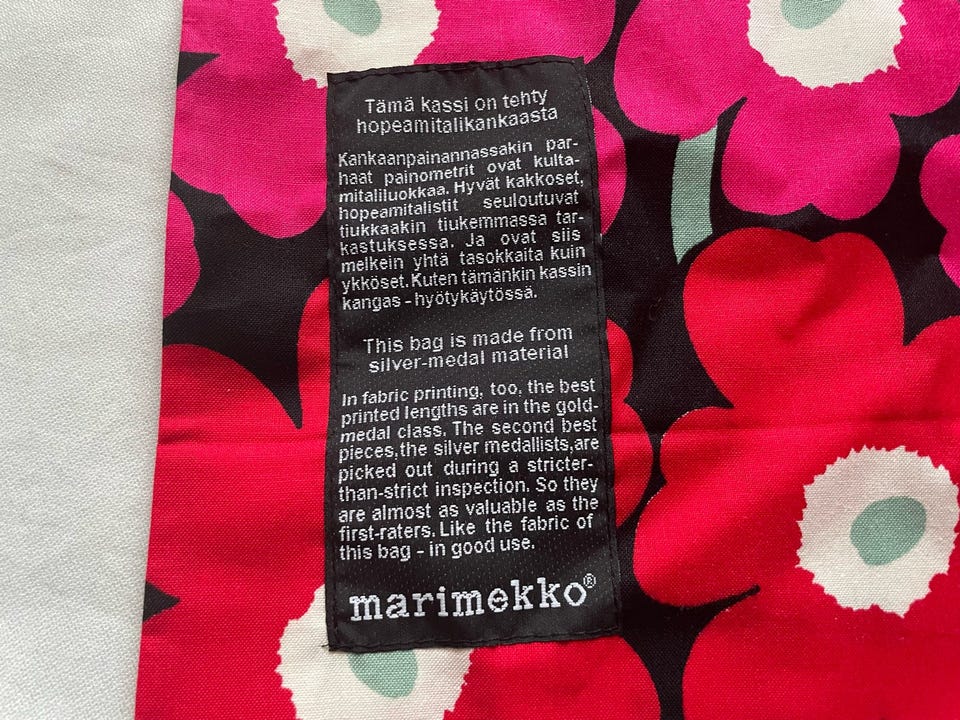 Tämä kassi on tehty
hopeamitalikankaasta
Kankaanpainannassakin par-
haat painometrit ovat kulta-
mitaliluokkaa. Hyvät kakkoset,
hopeamitalistit seuloutuvat
tiukkaakin tiukemmassa tar-
kastuksessa. Ja ovat siis
melkein yhtä tasokkaita kuin
ykköset. Kuten tämänkin kassin
kangas - hyötykäytössä.
This bag is made from
silver-medal material
In fabric printing, too, the best
printed lengths are in the gold-
medal class. The second best
pieces,the silver medallists,are
picked out during a stricter-
than-strict inspection. So they
are almost as valuable as the
first-raters. Like the fabric of
this bag - in good use.
marimekko®